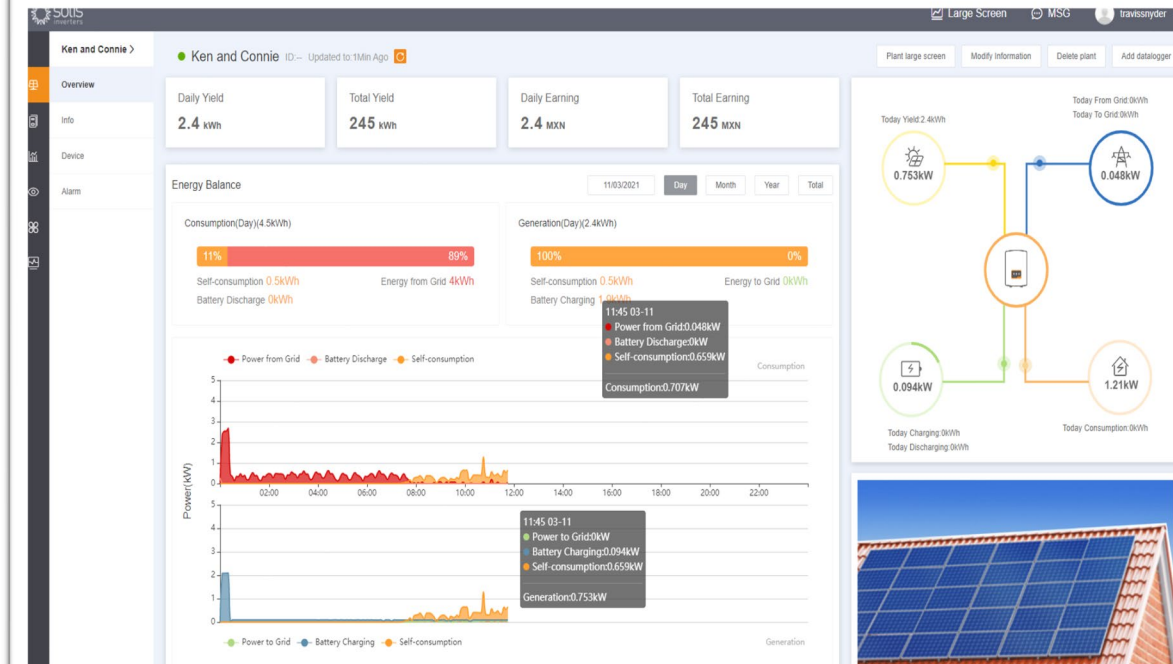 SOLIS
inverters
Large Screen
MSG
travissnyder
Ken and Connie >
Overview
Info
Device
Alarm
Ken and Connie ID:-- Updated to:1Min Ago
Plant large screen
Modify Information
Delete plant
Add datalogger
Daily Yield
2.4 kWh
Total Yield
245 kWh
Daily Earning
2.4 MXN
Total Earning
245 MXN
Energy Balance
11/03/2021
Day
Month
Year
Total
Consumption(Day)(4.5kWh)
11%
89%
Self-consumption 0.5kWh
Energy from Grid 4kWh
Battery Discharge 0kWh
Generation(Day)(2.4kWh)
100%
0%
Self-consumption 0.5kWh
Energy to Grid 0kWh
Battery Charging 1.9kWh
11:45 03-11
Power from Grid:0.048kW
Battery Discharge:0kW
Self-consumption:0.659kW
Consumption:0.707kW
Power from Grid
Battery Discharge
Self-consumption
Consumption
Power(kW)
5
4
3
2
1
0
02:00
04:00
06:00
08:00
10:00
12:00
14:00
16:00
18:00
20:00
22:00
5
4
3
2
1
0
11:45 03-11
Power to Grid:0kW
Battery Charging:0.094kW
Self-consumption:0.659kW
Generation:0.753kW
Power to Grid
Battery Charging
Self-consumption
Generation
Today Yield:2.4kWh
Today From Grid:0kWh
Today To Grid:0kWh
0.753kW
0.048kW
0.094kW
1.21kW
Today Charging:0kWh
Today Discharging:0kWh
Today Consumption:0kWh